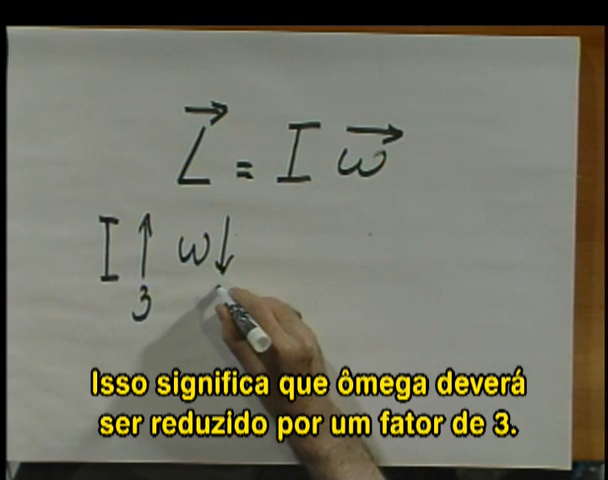 L⃗ = I ω⃗
I ↑ ω ↓
3
Isso significa que ômega deverá
ser reduzido por um fator de 3.